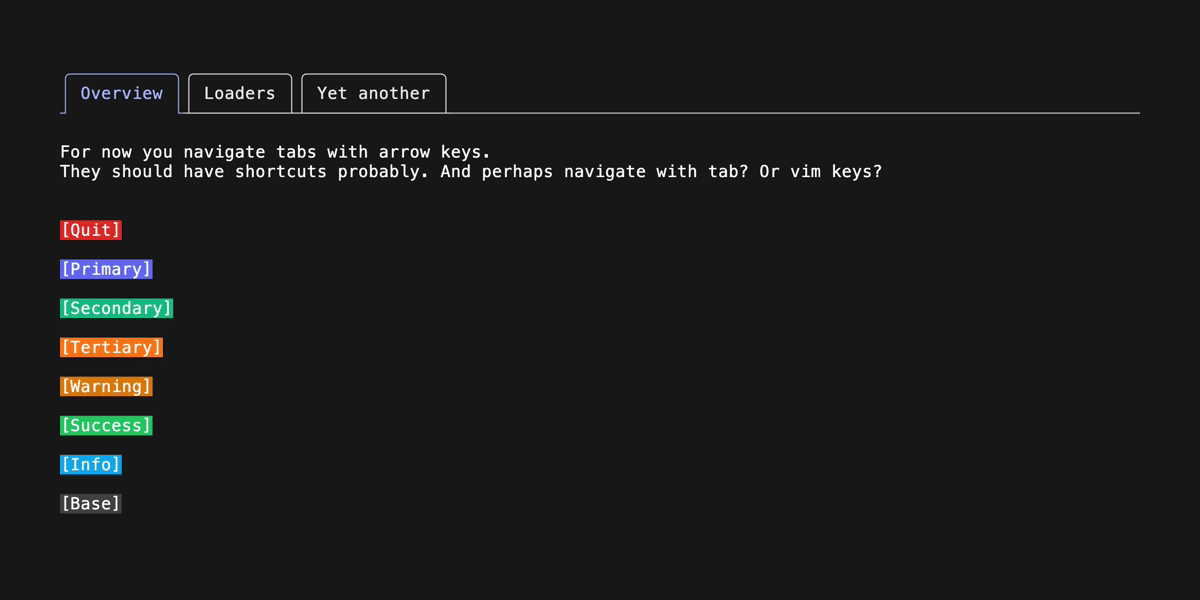 Overview Loaders Yet another
For now you navigate tabs with arrow keys.
They should have shortcuts probably. And perhaps navigate with tab? Or vim keys?
[Quit]
[Primary]
[Secondary]
[Tertiary]
[Warning]
[Success]
[Info]
[Base]